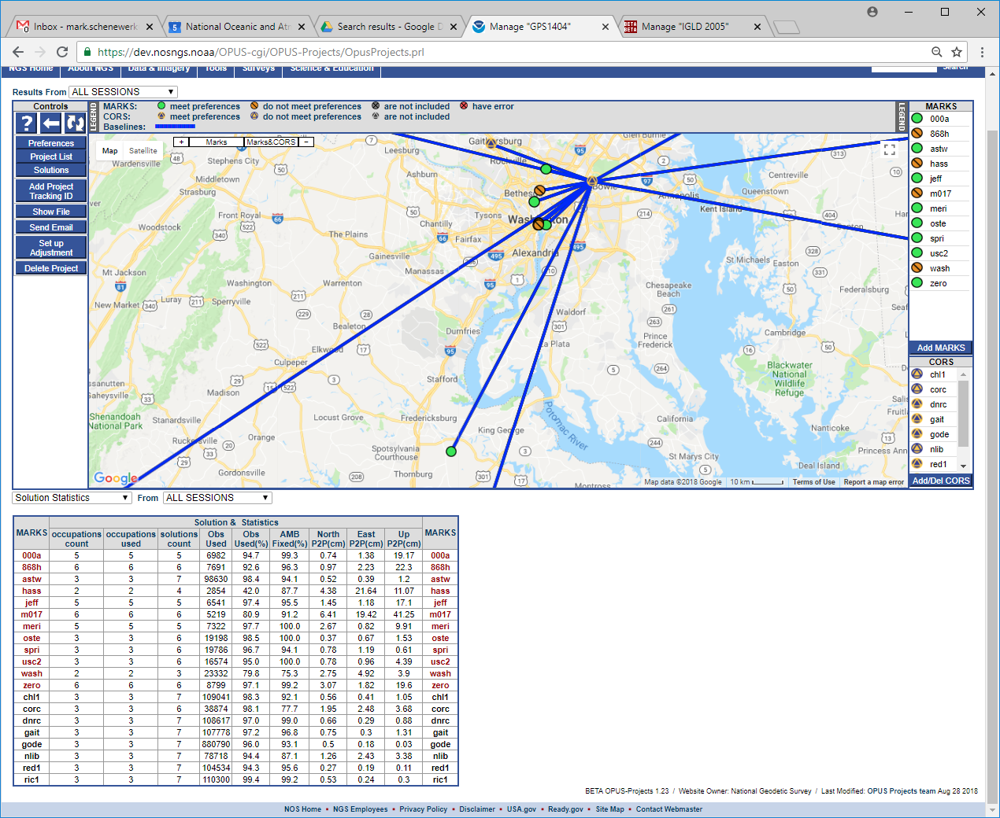 Inbox - mark.schenewerk
National Oceanic and Atm
Search results - Google D
Manage "GPS1404"
Manage "IGLD 2005"
https://dev.nosngs.noaa/OPUS-cgi/OPUS-Projects/OpusProjects.prl
NGS Home About NGS Data & Imagery Tools Surveys Science & Education Search
Results From ALL SESSIONS
Controls
LEGEND
MARKS: meet preferences do not meet preferences are not included have error
CORS: meet preferences do not meet preferences are not included
Baselines:
LEGEND
Preferences
Project List
Solutions
Add Project
Tracking ID
Show File
Send Email
Set up
Adjustment
Delete Project
Map Satellite
+ Marks Marks&CORS -
Leesburg
Gaithersburg
Rockville
Glen Burnie
Wardensville
Stephens City
Middletown
Ashburn
Bethes
Bowie
Annapolis
Centreville
Queenstown
Kent Island
Easton
Front Royal
Tysons
Washington
Chantilly
Fairfax
Woodstock
The Plains
Gainesville
Alexandria
Manassas
Mt Jackson
Washington
Warrenton
New Market
Luray
Sperryville
St Michaels
Easton
Chesapeake
Beach
Federalsburg
Bealeton
Dumfries
Waldorf
Elkwood
Culpeper
La Plata
Prince
Frederick
Cambridge
Stafford
Madison
Blackwater
National
Wildlife
Refuge
Shenandoah
National Park
Stanardsville
Locust Grove
Fredericksburg
King George
Potomac River
California
Nanticoke
Orange
Ruckersville
Spotsylvania
Courthouse
Gordonsville
Thornburg
St Marys City
Princess Ann
Deal Island
Montross
Google
Map data ©2018 Google 10 km Terms of Use Report a map error
MARKS
000a
868h
astw
hass
jeff
m017
meri
oste
spri
usc2
wash
zero
Add MARKS
CORS
chl1
corc
dnrc
gait
gode
nlib
red1
Add/Del CORS
Solution Statistics From ALL SESSIONS
Solution & Statistics
MARKS occupations count occupations used solutions count Obs Used Obs Used(%) AMB Fixed(%) North P2P(cm) East P2P(cm) Up P2P(cm) MARKS
000a 5 5 5 6982 94.7 99.3 0.74 1.38 19.17 000a
868h 6 6 6 7691 92.6 96.3 0.97 2.23 22.3 868h
astw 3 3 7 98630 98.4 94.1 0.52 0.39 1.2 astw
hass 2 2 4 2854 42.0 87.7 4.38 21.64 11.07 hass
jeff 5 5 5 6541 97.4 95.5 1.45 1.18 17.1 jeff
m017 6 6 6 5219 80.9 91.2 6.41 19.42 41.25 m017
meri 5 5 5 7322 97.7 100.0 2.67 0.82 9.91 meri
oste 3 3 6 19198 98.5 100.0 0.37 0.67 1.53 oste
spri 3 3 6 19786 96.7 94.1 0.78 1.19 0.61 spri
usc2 3 3 6 16574 95.0 100.0 0.78 0.96 4.39 usc2
wash 2 2 3 23332 79.8 75.3 2.75 4.92 3.9 wash
zero 6 6 6 8799 97.1 99.2 3.07 1.82 19.6 zero
chl1 3 3 7 109041 98.3 92.1 0.56 0.41 1.05 chl1
corc 3 3 6 38874 98.1 77.7 1.95 2.48 3.68 corc
dnrc 3 3 7 108617 97.0 99.0 0.66 0.29 0.88 dnrc
gait 3 3 7 107778 97.2 96.8 0.75 0.3 1.31 gait
gode 3 3 7 880790 96.0 93.1 0.5 0.18 0.03 gode
nlib 3 3 7 78718 94.4 87.1 1.26 2.43 3.38 nlib
red1 3 3 7 104534 94.3 95.6 0.27 0.19 0.11 red1
ric1 3 3 7 110300 99.4 99.2 0.53 0.24 0.3 ric1
BETA OPUS-Projects 1.23 / Website Owner: National Geodetic Survey / Last Modified: OPUS Projects team Aug 28 2018
NOS Home • NGS Employees • Privacy Policy • Disclaimer • USA.gov • Ready.gov • Site Map • Contact Webmaster